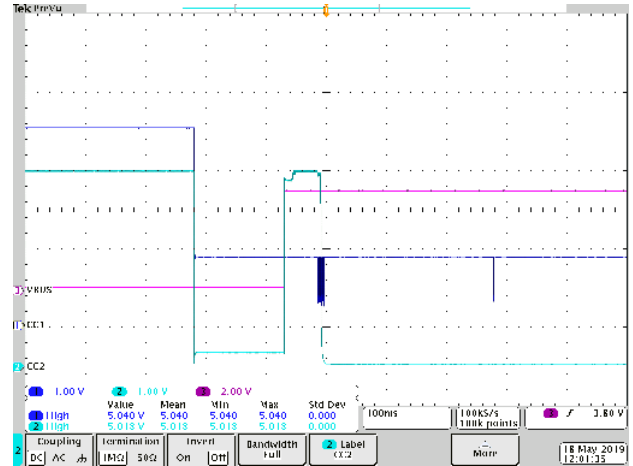 Tek PreVu
VBUS
CC1
CC2
1 1.00 V 2 1.00 V 3 2.00 V
Value Mean Min Max Std Dev
1 High 5.040 V 5.040 5.040 5.040 0.000
2 High 5.018 V 5.018 5.018 5.018 0.000
100ms
100kS/s
100k points
3 3.80 V
2
Coupling
DC AC
Termination
1MΩ 50Ω
Invert
On Off
Bandwidth
Full
2 Label
CC2
More
18 May 2019
12:01:35